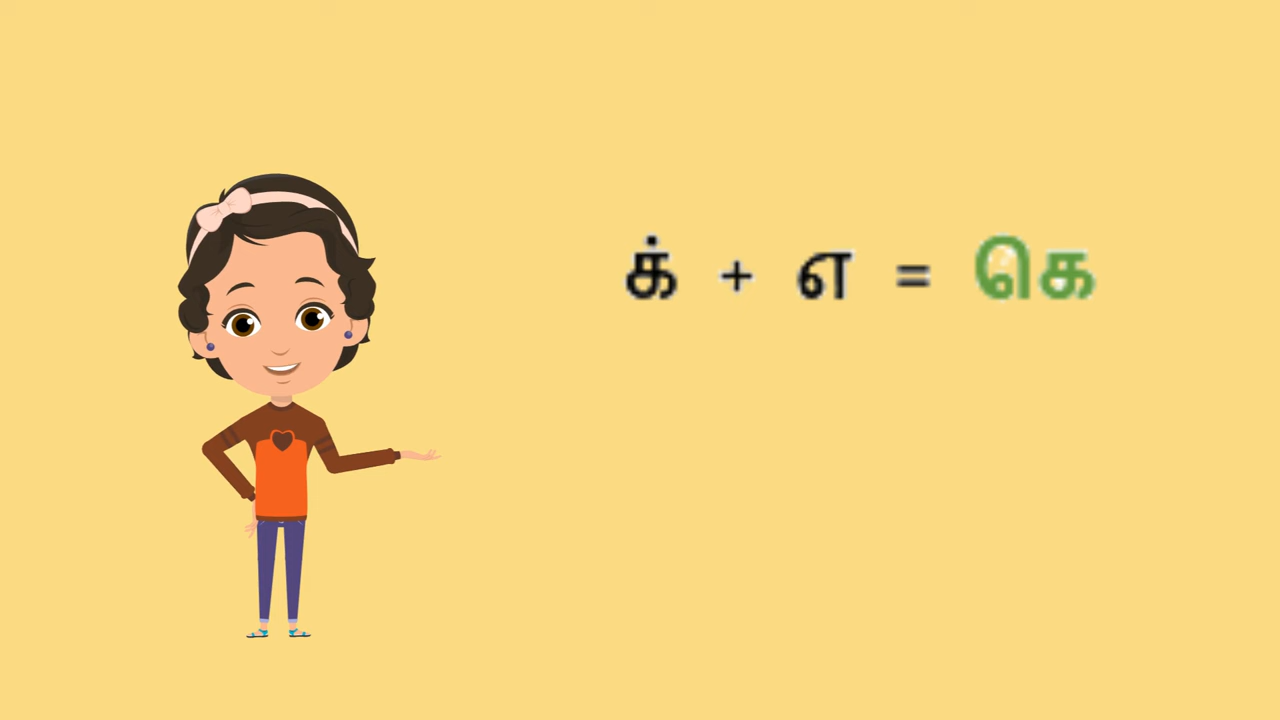 க் + எ = கெ